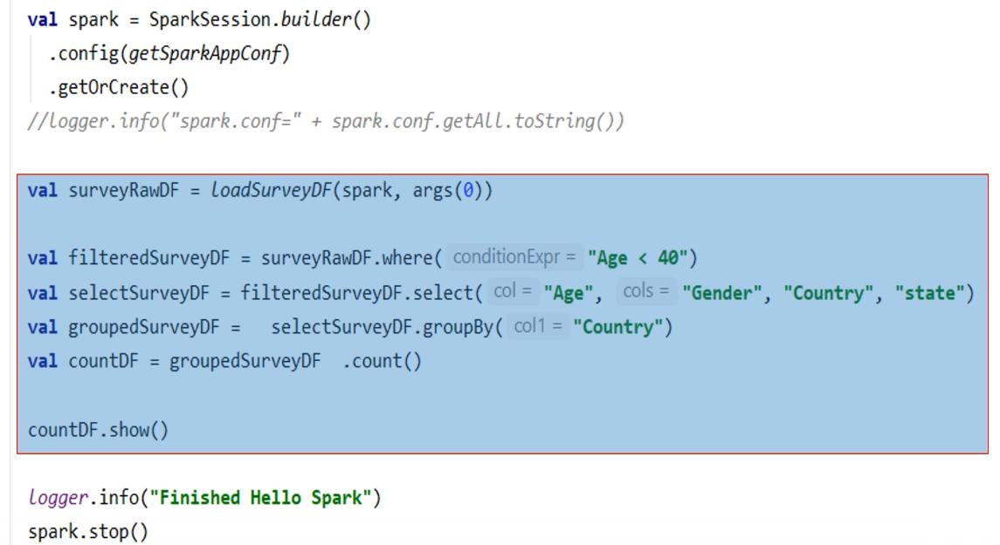 val spark = SparkSession.builder()
.config(getSparkAppConf)
.getOrCreate()
//logger.info("spark.conf=" + spark.conf.getAll.toString())
val surveyRawDF = loadSurveyDF(spark, args(0))
val filteredSurveyDF = surveyRawDF.where( conditionExpr = "Age < 40")
val selectSurveyDF = filteredSurveyDF.select( col = "Age", cols = "Gender", "Country", "state")
val groupedSurveyDF = selectSurveyDF.groupBy( col1 = "Country")
val countDF = groupedSurveyDF .count()
countDF.show()
logger.info("Finished Hello Spark")
spark.stop()